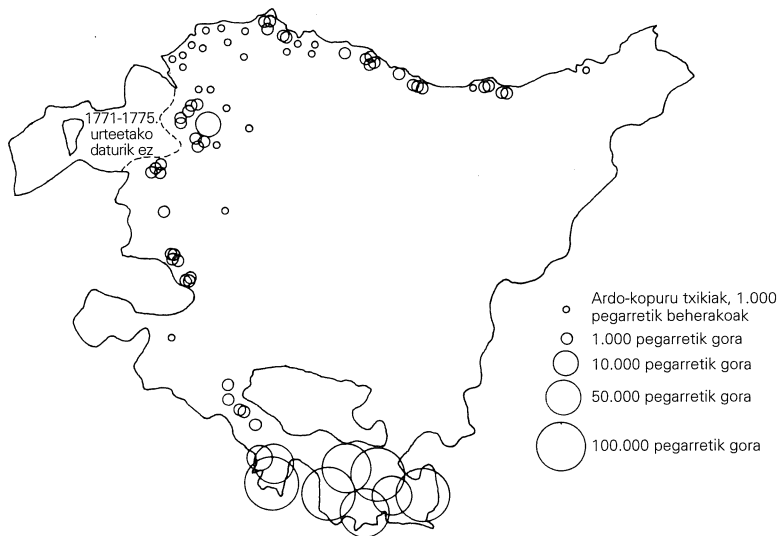 1771-1775.
urteetako
daturik ez
Ardo-kopuru txikiak, 1.000
pegarretik beherakoak
1.000 pegarretik gora
10.000 pegarretik gora
50.000 pegarretik gora
100.000 pegarretik gora